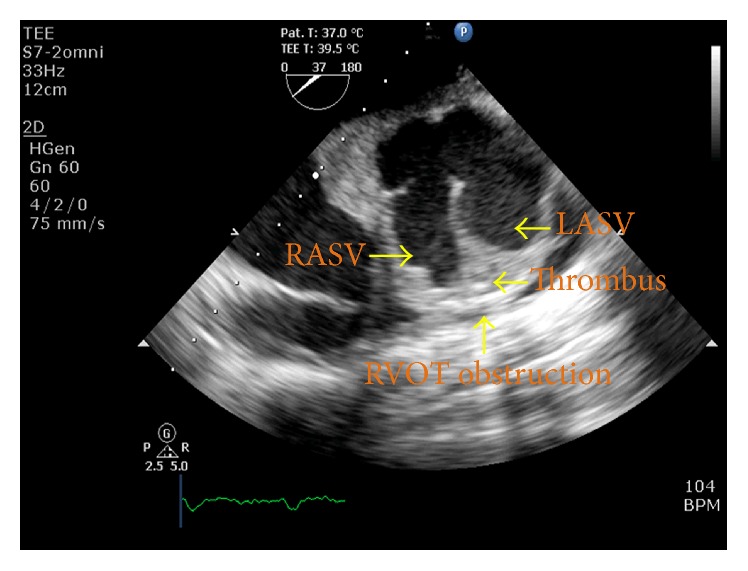 TEE
S7-2omni
33Hz
12cm
2D
HGen
Gn 60
60
4/2/0
75 mm/s
Pat. T: 37.0 °C
TEE T: 39.5 °C
0 37 180
P
LASV
RASV
Thrombus
RVOT obstruction
G
P R
2.5 5.0
104
BPM